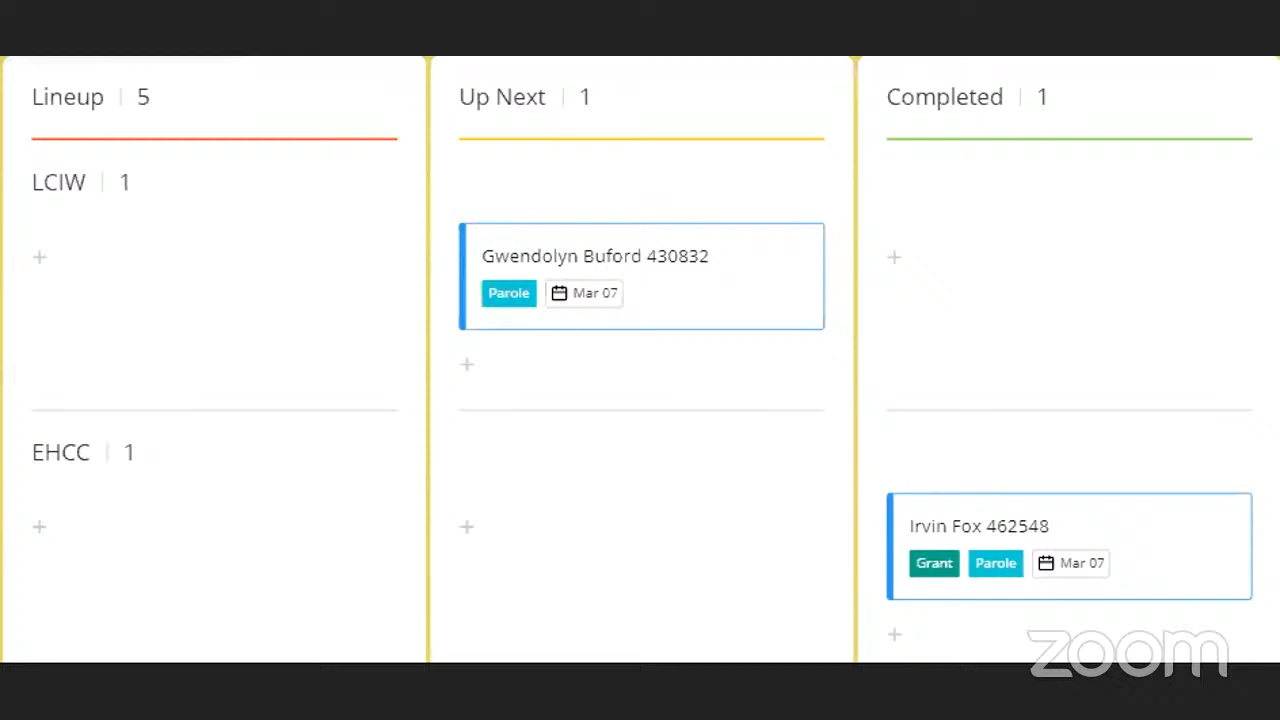 Lineup | 5
Up Next | 1
Completed | 1
LCIW | 1
+
Gwendolyn Buford 430832
Parole Mar 07
+
+
EHCC | 1
+
+
Irvin Fox 462548
Grant Parole Mar 07
+
zoom